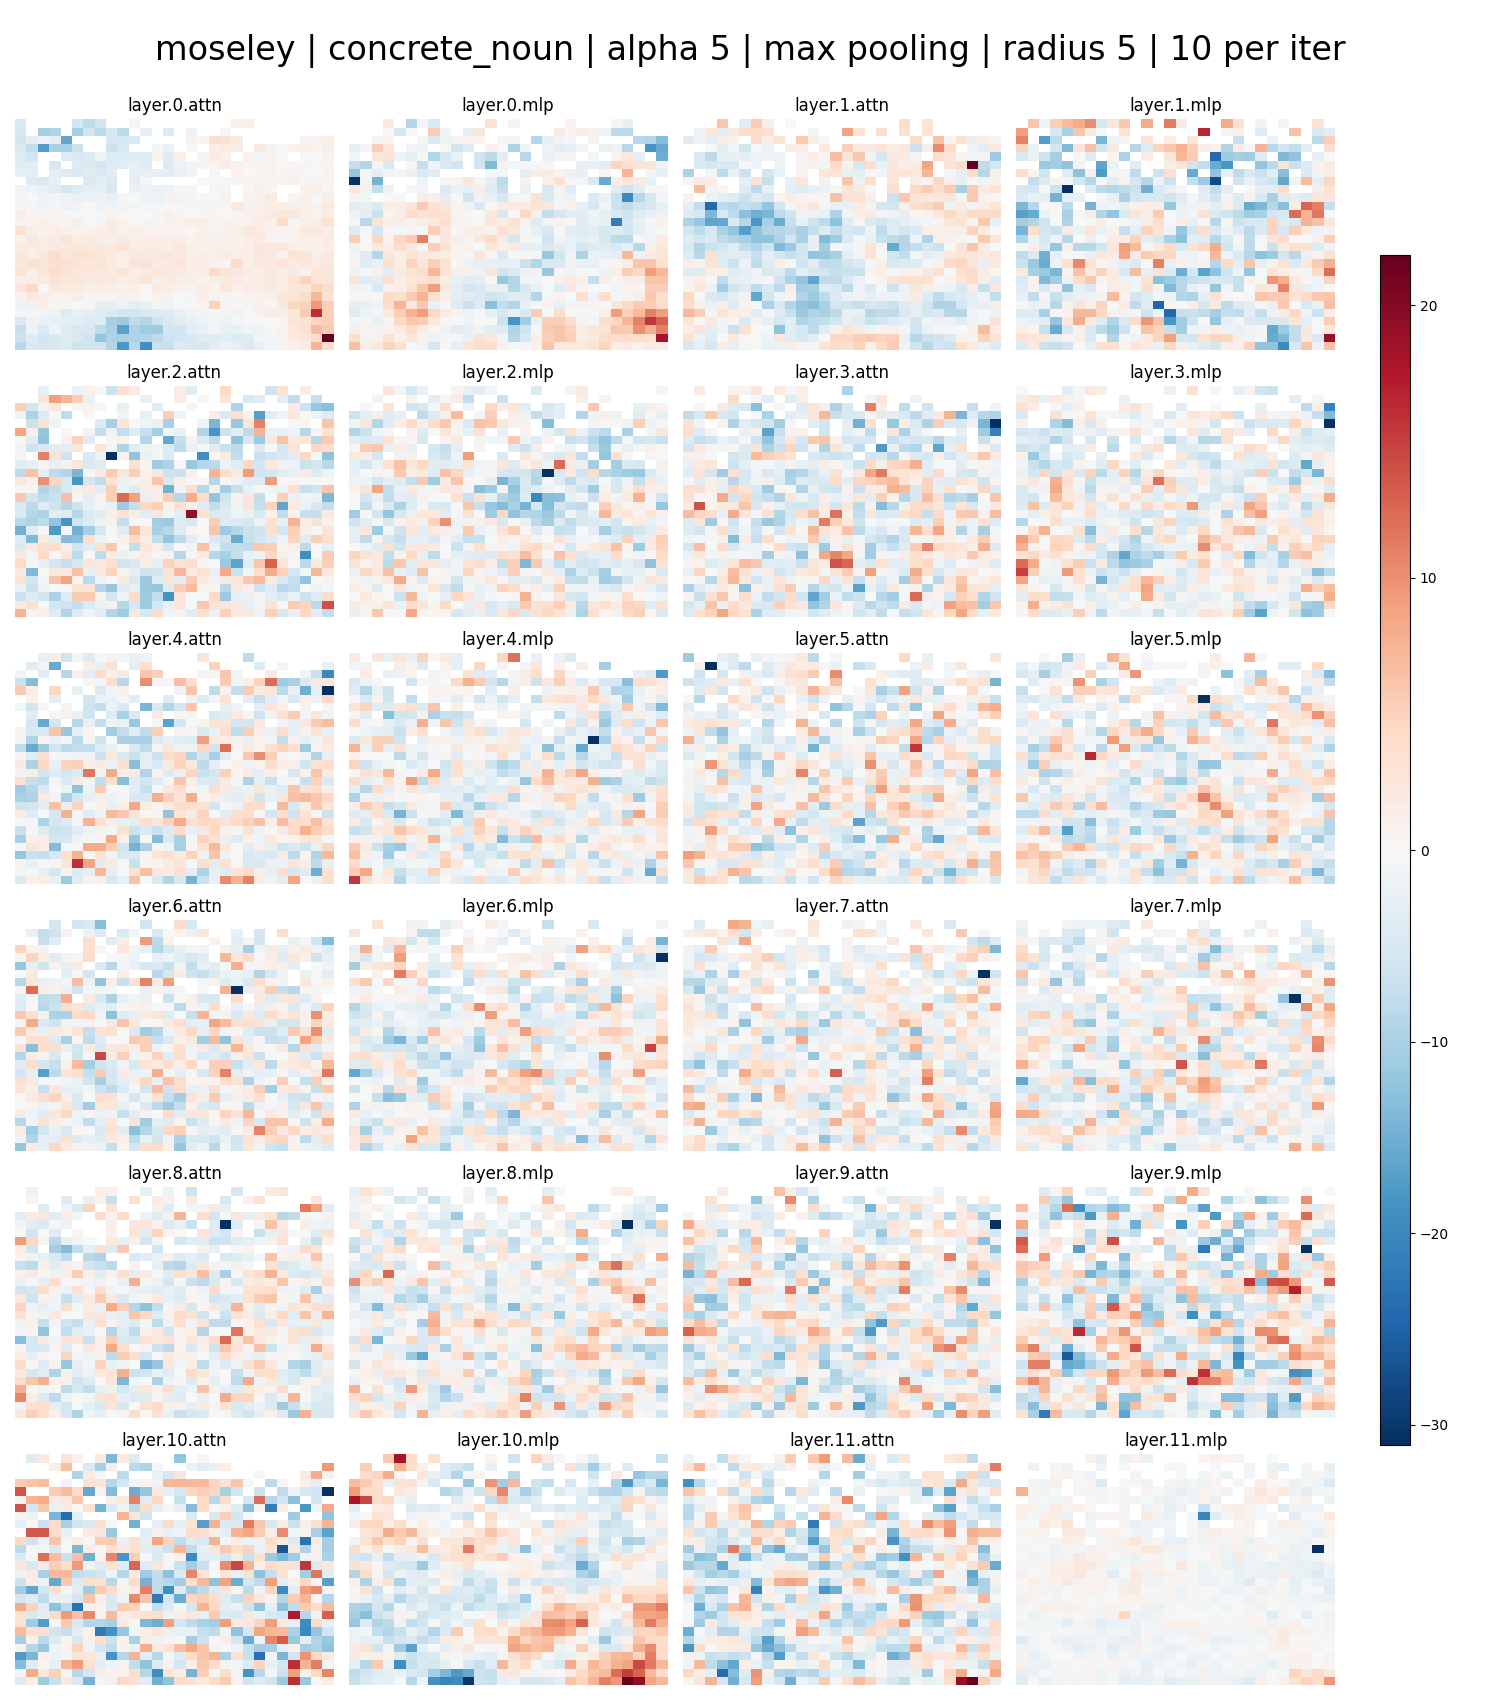 moseley | concrete_noun | alpha 5 | max pooling | radius 5 | 10 per iter
layer.0.attn layer.0.mlp layer.1.attn layer.1.mlp
layer.2.attn layer.2.mlp layer.3.attn layer.3.mlp
layer.4.attn layer.4.mlp layer.5.attn layer.5.mlp
layer.6.attn layer.6.mlp layer.7.attn layer.7.mlp
layer.8.attn layer.8.mlp layer.9.attn layer.9.mlp
layer.10.attn layer.10.mlp layer.11.attn layer.11.mlp
20
10
0
−10
−20
−30